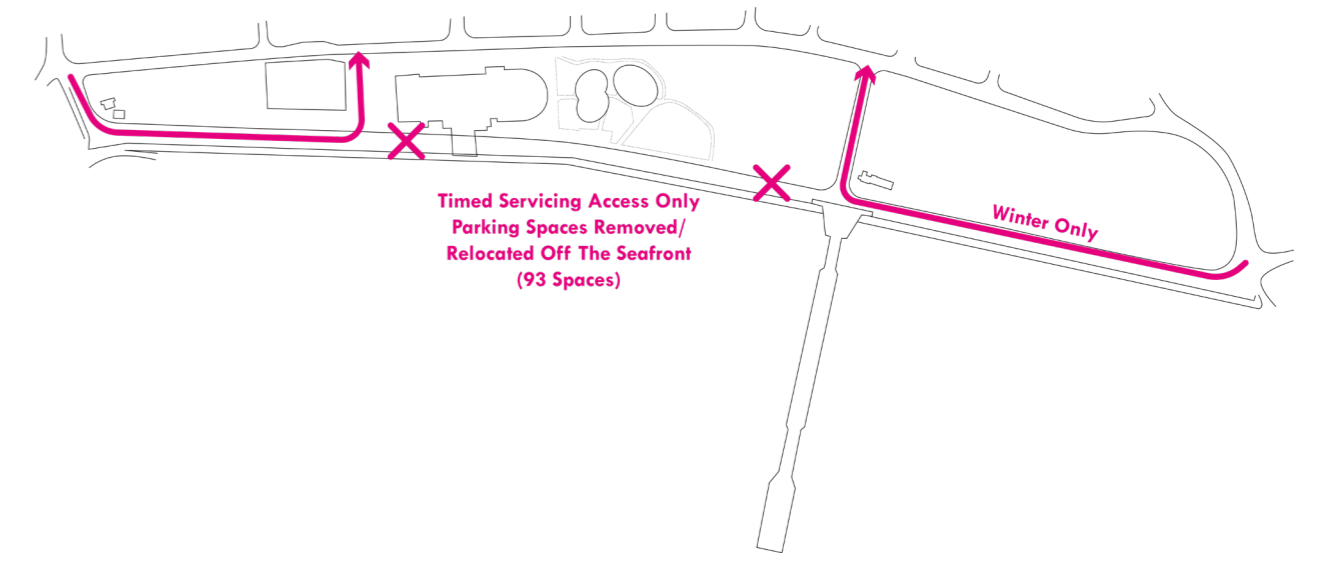 Timed Servicing Access Only
Parking Spaces Removed/
Relocated Off The Seafront
(93 Spaces)
Winter Only